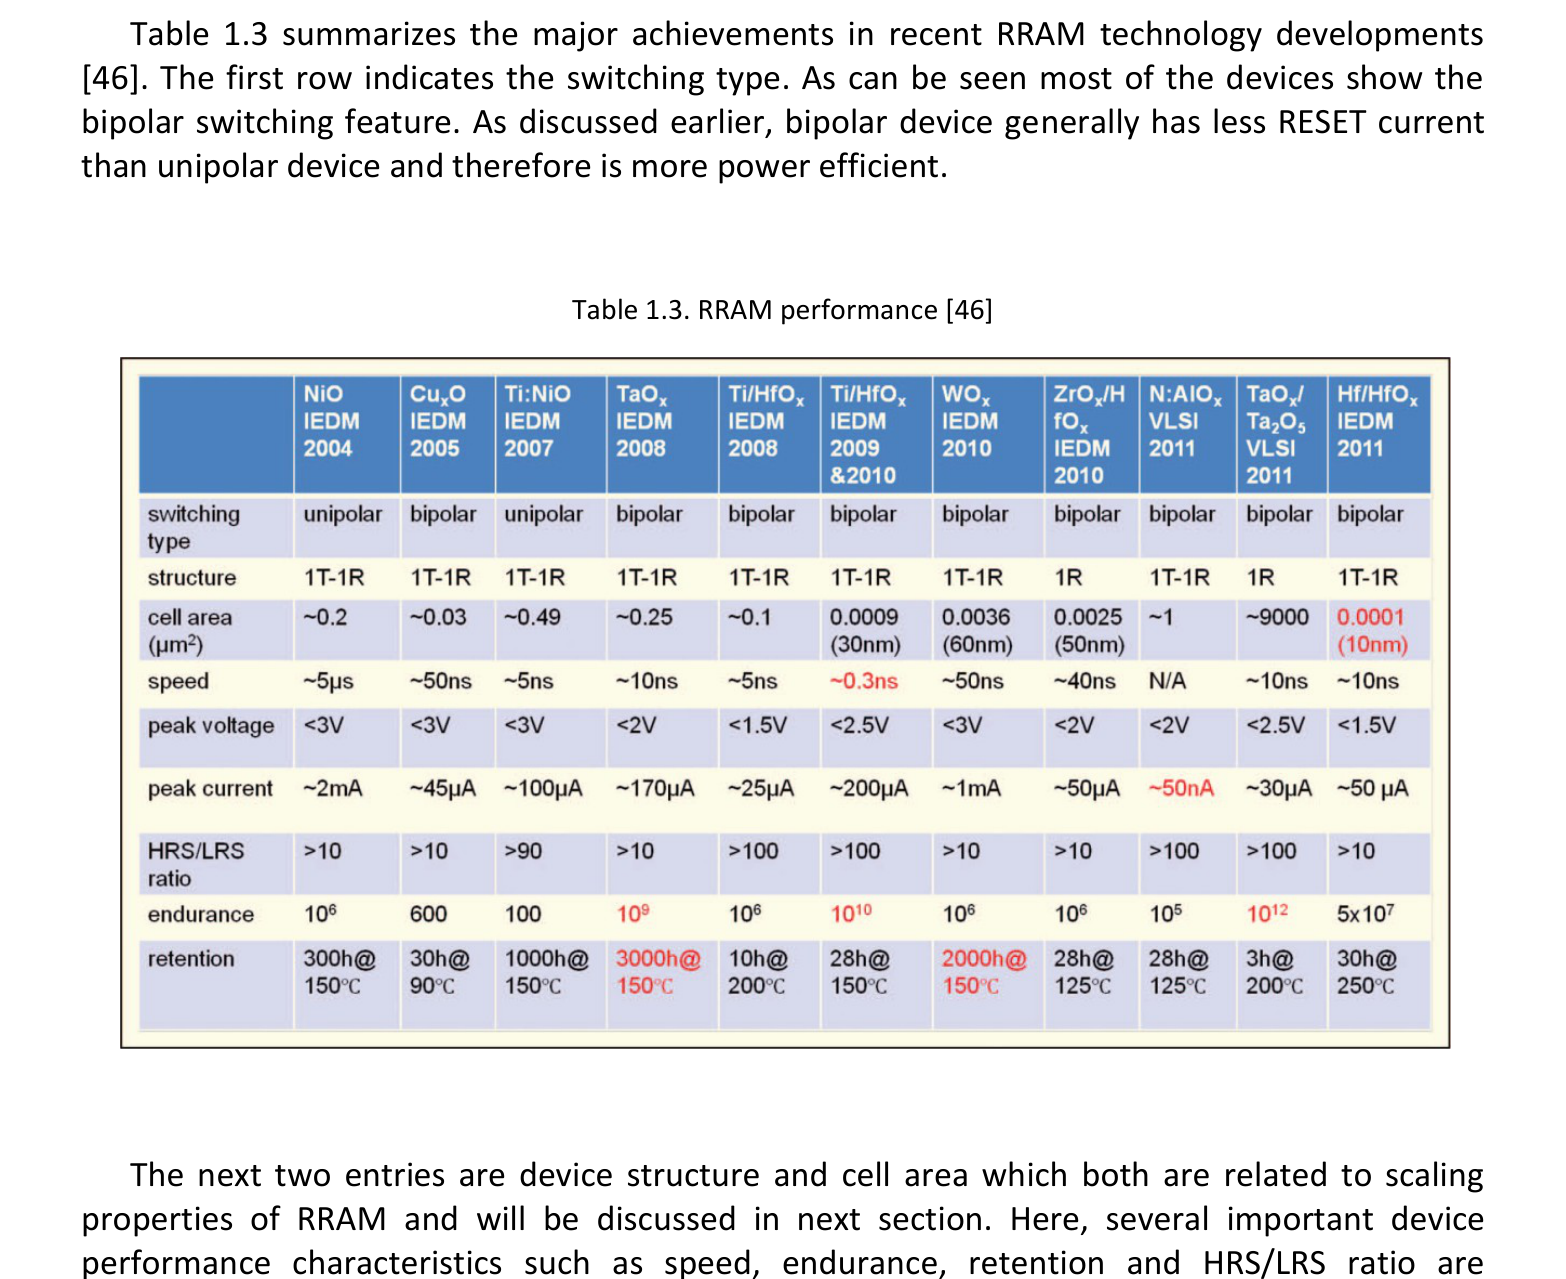 Table 1.3 summarizes the major achievements in recent RRAM technology developments
[46]. The first row indicates the switching type. As can be seen most of the devices show the
bipolar switching feature. As discussed earlier, bipolar device generally has less RESET current
than unipolar device and therefore is more power efficient.
Table 1.3. RRAM performance [46]
NiO IEDM 2004 | CuₓO IEDM 2005 | Ti:NiO IEDM 2007 | TaOₓ IEDM 2008 | Ti/HfOₓ IEDM 2008 | Ti/HfOₓ IEDM 2009 &2010 | WOₓ IEDM 2010 | ZrOₓ/HfOₓ IEDM 2010 | N:AlOₓ VLSI 2011 | TaOₓ/Ta₂O₅ VLSI 2011 | Hf/HfOₓ IEDM 2011
switching type | unipolar | bipolar | unipolar | bipolar | bipolar | bipolar | bipolar | bipolar | bipolar | bipolar | bipolar
structure | 1T-1R | 1T-1R | 1T-1R | 1T-1R | 1T-1R | 1T-1R | 1T-1R | 1R | 1T-1R | 1R | 1T-1R
cell area (µm²) | ~0.2 | ~0.03 | ~0.49 | ~0.25 | ~0.1 | 0.0009 (30nm) | 0.0036 (60nm) | 0.0025 (50nm) | ~1 | ~9000 | 0.0001 (10nm)
speed | ~5µs | ~50ns | ~5ns | ~10ns | ~5ns | ~0.3ns | ~50ns | ~40ns | N/A | ~10ns | ~10ns
peak voltage | <3V | <3V | <3V | <2V | <1.5V | <2.5V | <3V | <2V | <2V | <2.5V | <1.5V
peak current | ~2mA | ~45µA | ~100µA | ~170µA | ~25µA | ~200µA | ~1mA | ~50µA | ~50nA | ~30µA | ~50 µA
HRS/LRS ratio | >10 | >10 | >90 | >10 | >100 | >100 | >10 | >10 | >100 | >100 | >10
endurance | 10⁶ | 600 | 100 | 10⁹ | 10⁶ | 10¹⁰ | 10⁶ | 10⁶ | 10⁵ | 10¹² | 5x10⁷
retention | 300h@ 150℃ | 30h@ 90℃ | 1000h@ 150℃ | 3000h@ 150℃ | 10h@ 200℃ | 28h@ 150℃ | 2000h@ 150℃ | 28h@ 125℃ | 28h@ 125℃ | 3h@ 200℃ | 30h@ 250℃
The next two entries are device structure and cell area which both are related to scaling
properties of RRAM and will be discussed in next section. Here, several important device
performance characteristics such as speed, endurance, retention and HRS/LRS ratio are